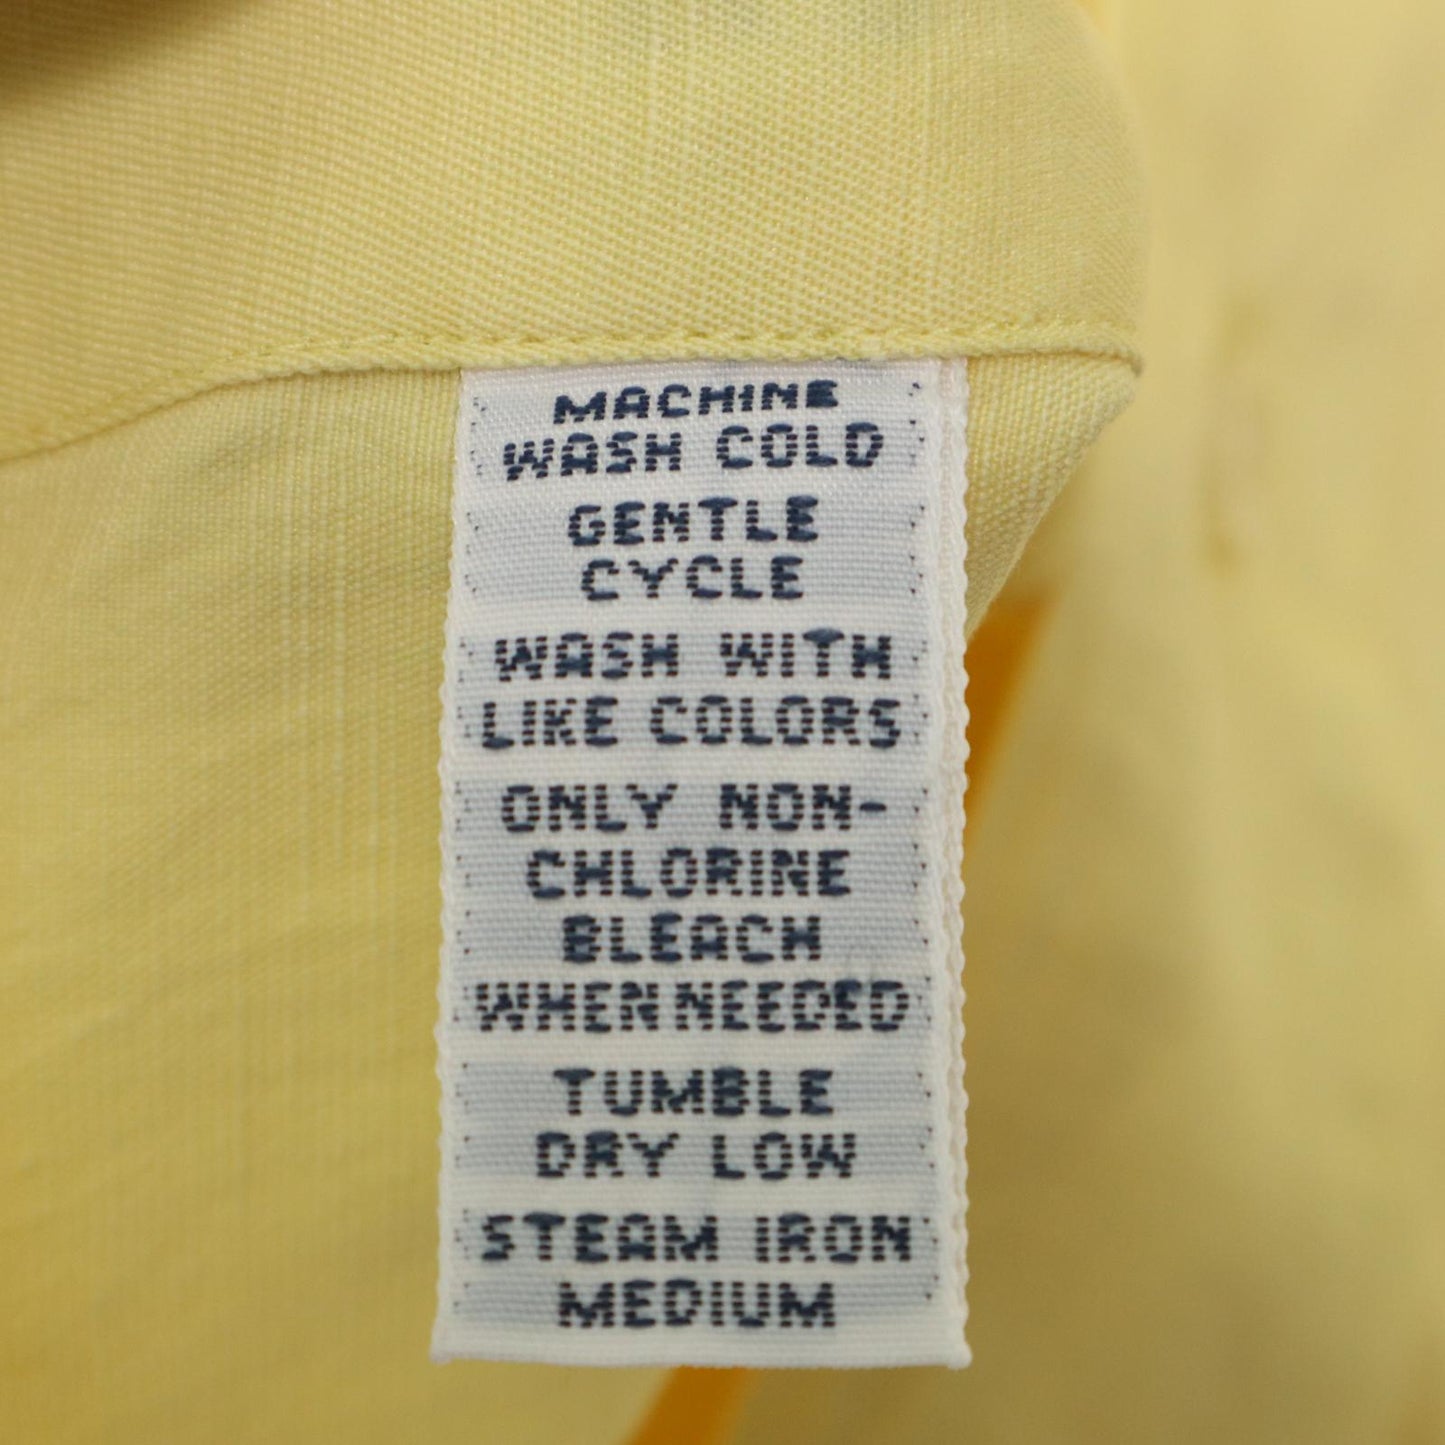 MACHINE
WASH COLD
GENTLE
CYCLE
WASH WITH
LIKE COLORS
ONLY NON-
CHLORINE
BLEACH
WHEN NEEDED
TUMBLE
DRY LOW
STEAM IRON
MEDIUM